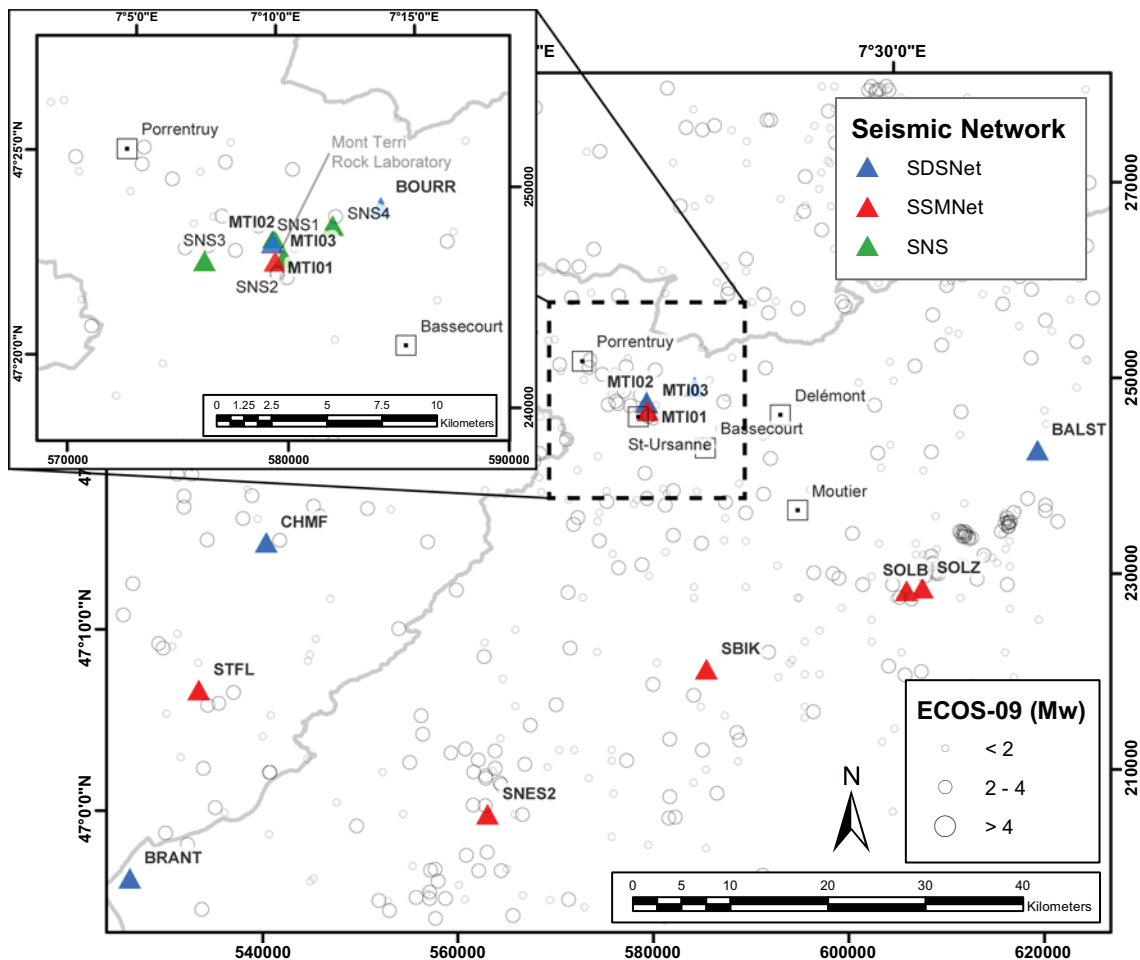 7°5'0"E
7°10'0"E
7°15'0"E
"E
7°30'0"E
47°25'0"N
47°20'0"N
Porrentruy
Mont Terri
Rock Laboratory
BOURR
SNS4
MTI02
SNS1
SNS3
MTI03
MTI01
SNS2
Bassecourt
0 1.25 2.5 5 7.5 10
Kilometers
250000
240000
570000
580000
590000
Seismic Network
SDSNet
SSMNet
SNS
270000
250000
230000
210000
Porrentruy
MTI02
MTI03
MTI01
Delémont
St-Ursanne
Bassecourt
BALST
Moutier
47
CHMF
SOLB
SOLZ
47°10'0"N
STFL
SBIK
ECOS-09 (Mw)
< 2
2 - 4
> 4
N
SNES2
47°0'0"N
BRANT
0 5 10 20 30 40
Kilometers
540000
560000
580000
600000
620000